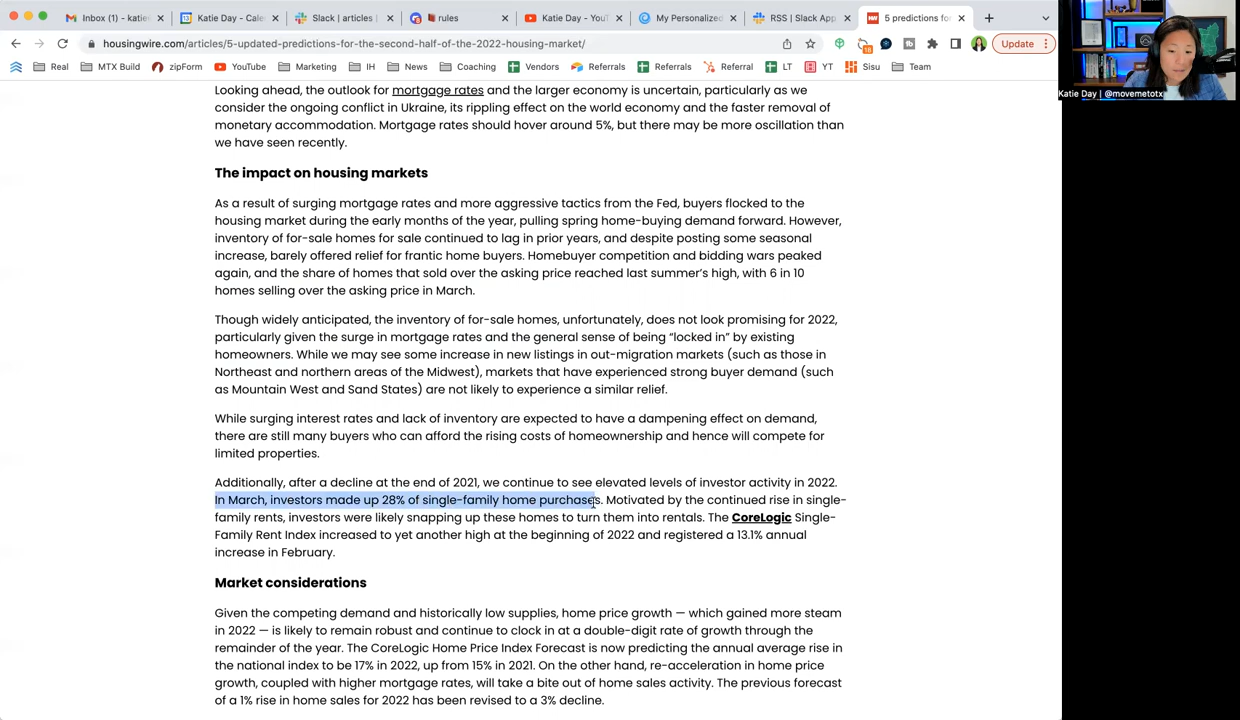 Inbox (1) - katie
Katie Day - Cale
Slack | articles |
rules
Katie Day - YouT
My Personalized
RSS | Slack App
5 predictions fo
housingwire.com/articles/5-updated-predictions-for-the-second-half-of-the-2022-housing-market/
18
Update
Real
MTX Build
zipForm
YouTube
Marketing
IH
News
Coaching
Vendors
Referrals
Referrals
Referral
LT
YT
Sisu
Team
Katie Day | @movemetotx
Looking ahead, the outlook for mortgage rates and the larger economy is uncertain, particularly as we
consider the ongoing conflict in Ukraine, its rippling effect on the world economy and the faster removal of
monetary accommodation. Mortgage rates should hover around 5%, but there may be more oscillation than
we have seen recently.
The impact on housing markets
As a result of surging mortgage rates and more aggressive tactics from the Fed, buyers flocked to the
housing market during the early months of the year, pulling spring home-buying demand forward. However,
inventory of for-sale homes for sale continued to lag in prior years, and despite posting some seasonal
increase, barely offered relief for frantic home buyers. Homebuyer competition and bidding wars peaked
again, and the share of homes that sold over the asking price reached last summer's high, with 6 in 10
homes selling over the asking price in March.
Though widely anticipated, the inventory of for-sale homes, unfortunately, does not look promising for 2022,
particularly given the surge in mortgage rates and the general sense of being “locked in” by existing
homeowners. While we may see some increase in new listings in out-migration markets (such as those in
Northeast and northern areas of the Midwest), markets that have experienced strong buyer demand (such
as Mountain West and Sand States) are not likely to experience a similar relief.
While surging interest rates and lack of inventory are expected to have a dampening effect on demand,
there are still many buyers who can afford the rising costs of homeownership and hence will compete for
limited properties.
Additionally, after a decline at the end of 2021, we continue to see elevated levels of investor activity in 2022.
In March, investors made up 28% of single-family home purchases. Motivated by the continued rise in single-
family rents, investors were likely snapping up these homes to turn them into rentals. The CoreLogic Single-
Family Rent Index increased to yet another high at the beginning of 2022 and registered a 13.1% annual
increase in February.
Market considerations
Given the competing demand and historically low supplies, home price growth — which gained more steam
in 2022 — is likely to remain robust and continue to clock in at a double-digit rate of growth through the
remainder of the year. The CoreLogic Home Price Index Forecast is now predicting the annual average rise in
the national index to be 17% in 2022, up from 15% in 2021. On the other hand, re-acceleration in home price
growth, coupled with higher mortgage rates, will take a bite out of home sales activity. The previous forecast
of a 1% rise in home sales for 2022 has been revised to a 3% decline.